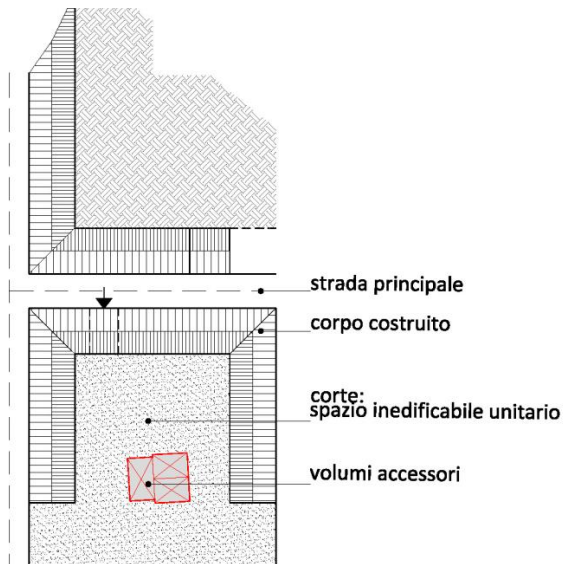 strada principale
corpo costruito
corte:
spazio inedificabile unitario
volumi accessori